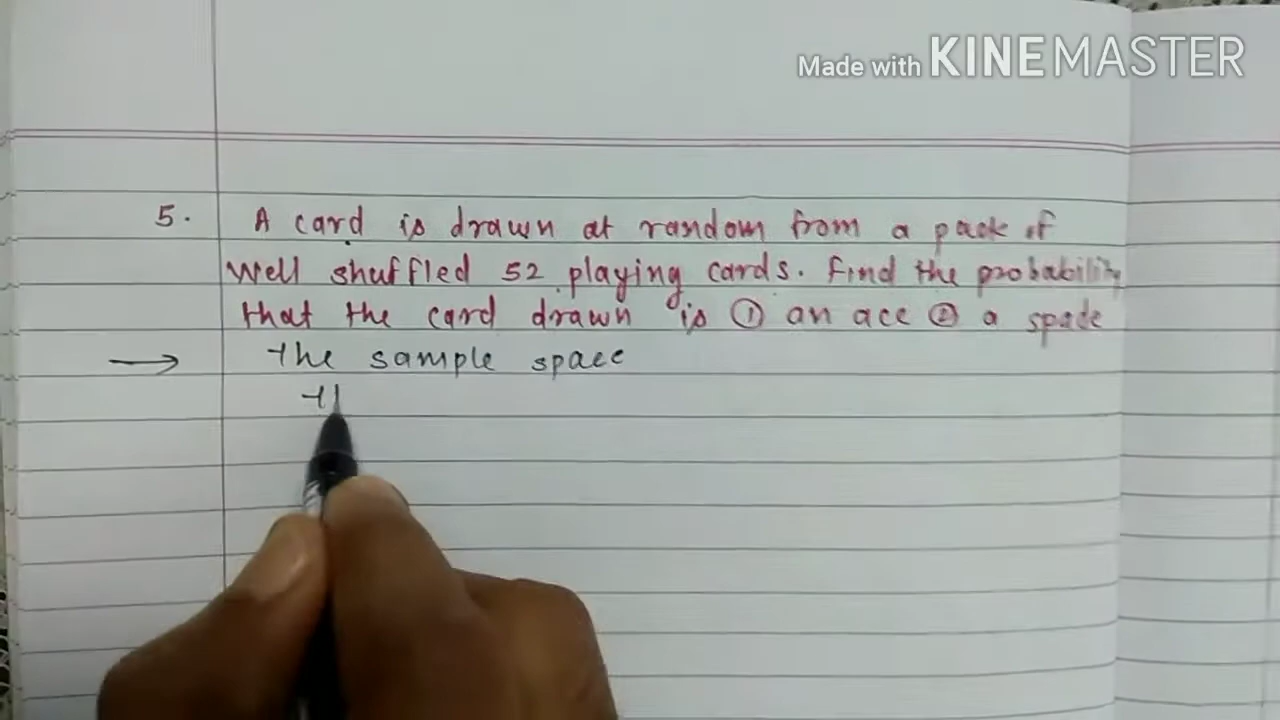 Made with KINEMASTER
5. A card is drawn at random from a pack of
well shuffled 52 playing cards. Find the probability
that the card drawn is ① an ace ② a spade
→ The sample space